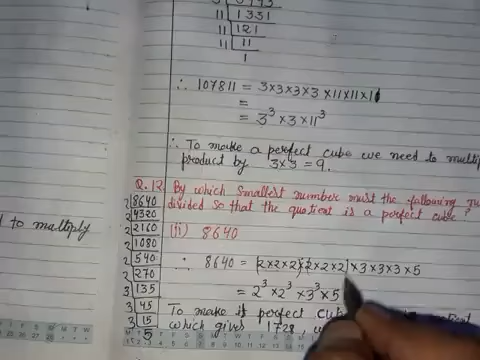 11 1331
11 121
11 11
1
∴ 107811 = 3×3×3×3 ×11×11×11
=
= 3³ ×3×11³
∴ To make a perfect cube we need to
product by 3×3 = 9.
Q.12 By which smallest number must the following
divided so that the quotient is a perfect cube?
(ii) 8640
2 8640
2 4320
2 2160
2 1080
2 540
2 270
3 135
3 45
3 15
5
to multiply
∴ 8640 = 2×2×2×2×2×2×3×3×3×5
= 2³×2³×3³×5
To make perfect
which gives 1728,